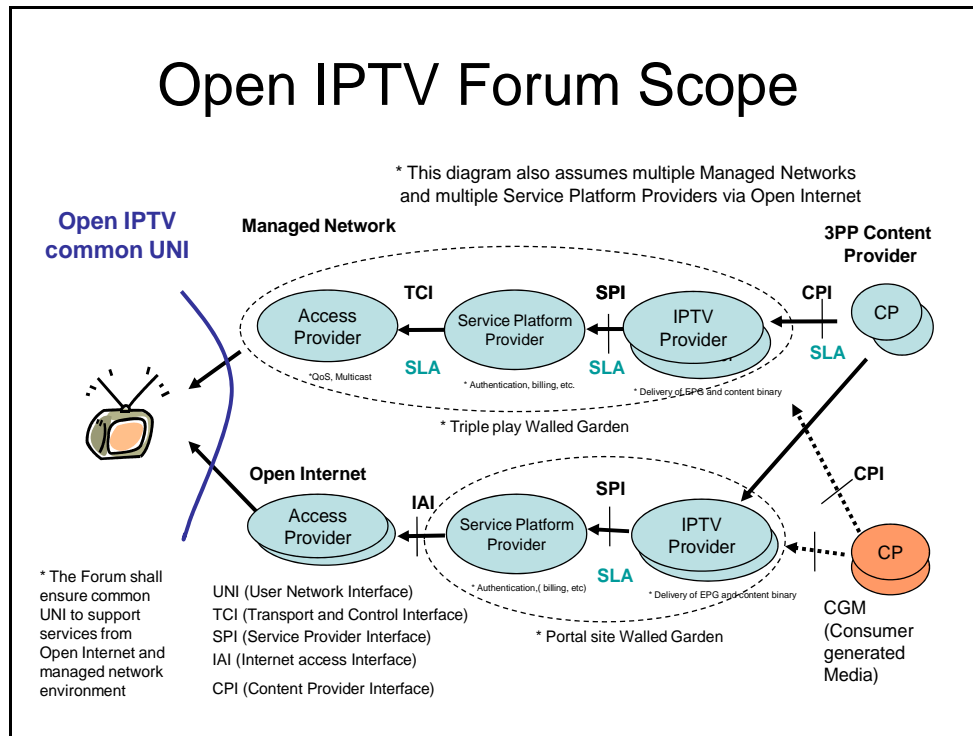 Open IPTV Forum Scope
* This diagram also assumes multiple Managed Networks
and multiple Service Platform Providers via Open Internet
Open IPTV
common UNI
Managed Network
3PP Content
Provider
TCI
SPI
CPI
Access
Provider
Service Platform
Provider
IPTV
Provider
CP
SLA
SLA
SLA
*QoS, Multicast
* Authentication, billing, etc.
* Delivery of EPG and content binary
* Triple play Walled Garden
Open Internet
IAI
SPI
CPI
Access
Provider
Service Platform
Provider
IPTV
Provider
CP
SLA
* Authentication,( billing, etc)
* Delivery of EPG and content binary
* Portal site Walled Garden
CGM
(Consumer
generated
Media)
* The Forum shall
ensure common
UNI to support
services from
Open Internet and
managed network
environment
UNI (User Network Interface)
TCI (Transport and Control Interface)
SPI (Service Provider Interface)
IAI (Internet access Interface)
CPI (Content Provider Interface)